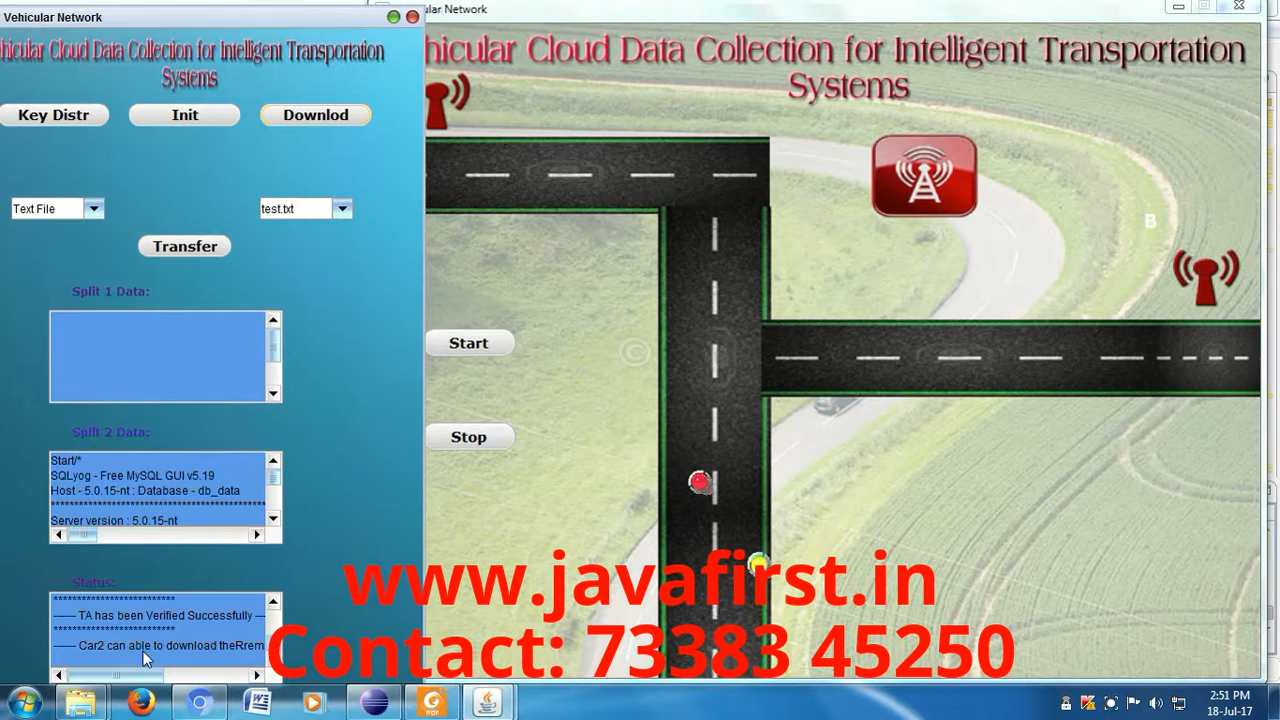 Vehicular Network
hicular Cloud Data Collection for Intelligent Transportation
Systems
Key Distr
Init
Downlod
Text File
test.txt
Transfer
Split 1 Data:
Split 2 Data:
Start/*
SQLyog - Free MySQL GUI v5.19
Host - 5.0.15-nt : Database - db_data
*********************************************
Server version : 5.0.15-nt
Status:
**************************
------ TA has been Verified Successfully ---
**************************
------ Car2 can able to download theRrem
ular Network
hicular Cloud Data Collection for Intelligent Transportation
Systems
B
Start
©
Stop
www.javafirst.in
Contact: 73383 45250
2:51 PM
18-Jul-17